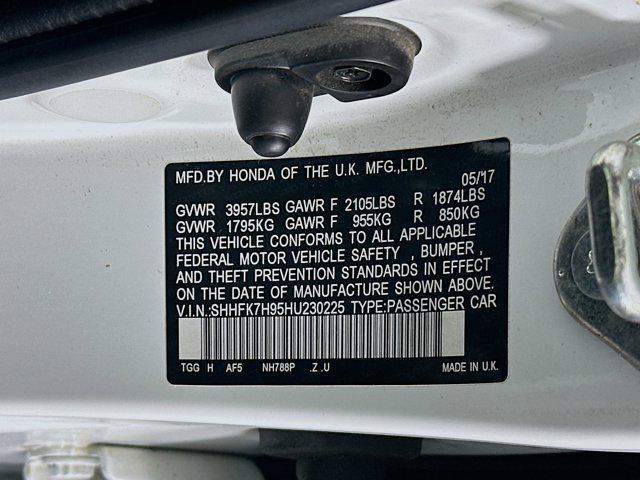 MFD.BY HONDA OF THE U.K. MFG.,LTD. 05/17
GVWR 3957LBS GAWR F 2105LBS R 1874LBS
GVWR 1795KG GAWR F 955KG R 850KG
THIS VEHICLE CONFORMS TO ALL APPLICABLE
FEDERAL MOTOR VEHICLE SAFETY , BUMPER ,
AND THEFT PREVENTION STANDARDS IN EFFECT
ON THE DATE OF MANUFACTURE SHOWN ABOVE.
V.I.N.:SHHFK7H95HU230225 TYPE:PASSENGER CAR
TGG H AF5 NH788P .Z .U MADE IN U.K.